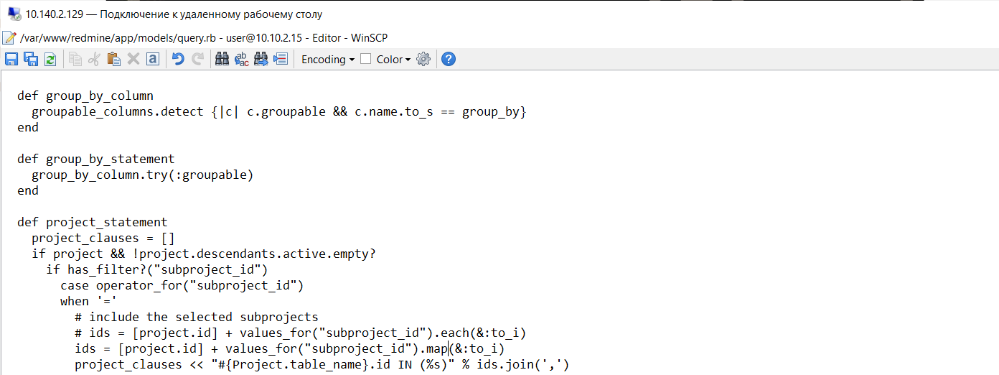 10.140.2.129 — Подключение к удаленному рабочему столу
/var/www/redmine/app/models/query.rb - user@10.10.2.15 - Editor - WinSCP
a ab ac Encoding Color ?
def group_by_column
groupable_columns.detect {|c| c.groupable && c.name.to_s == group_by}
end
def group_by_statement
group_by_column.try(:groupable)
end
def project_statement
project_clauses = []
if project && !project.descendants.active.empty?
if has_filter?("subproject_id")
case operator_for("subproject_id")
when '='
# include the selected subprojects
# ids = [project.id] + values_for("subproject_id").each(&:to_i)
ids = [project.id] + values_for("subproject_id").map(&:to_i)
project_clauses << "#{Project.table_name}.id IN (%s)" % ids.join(',')